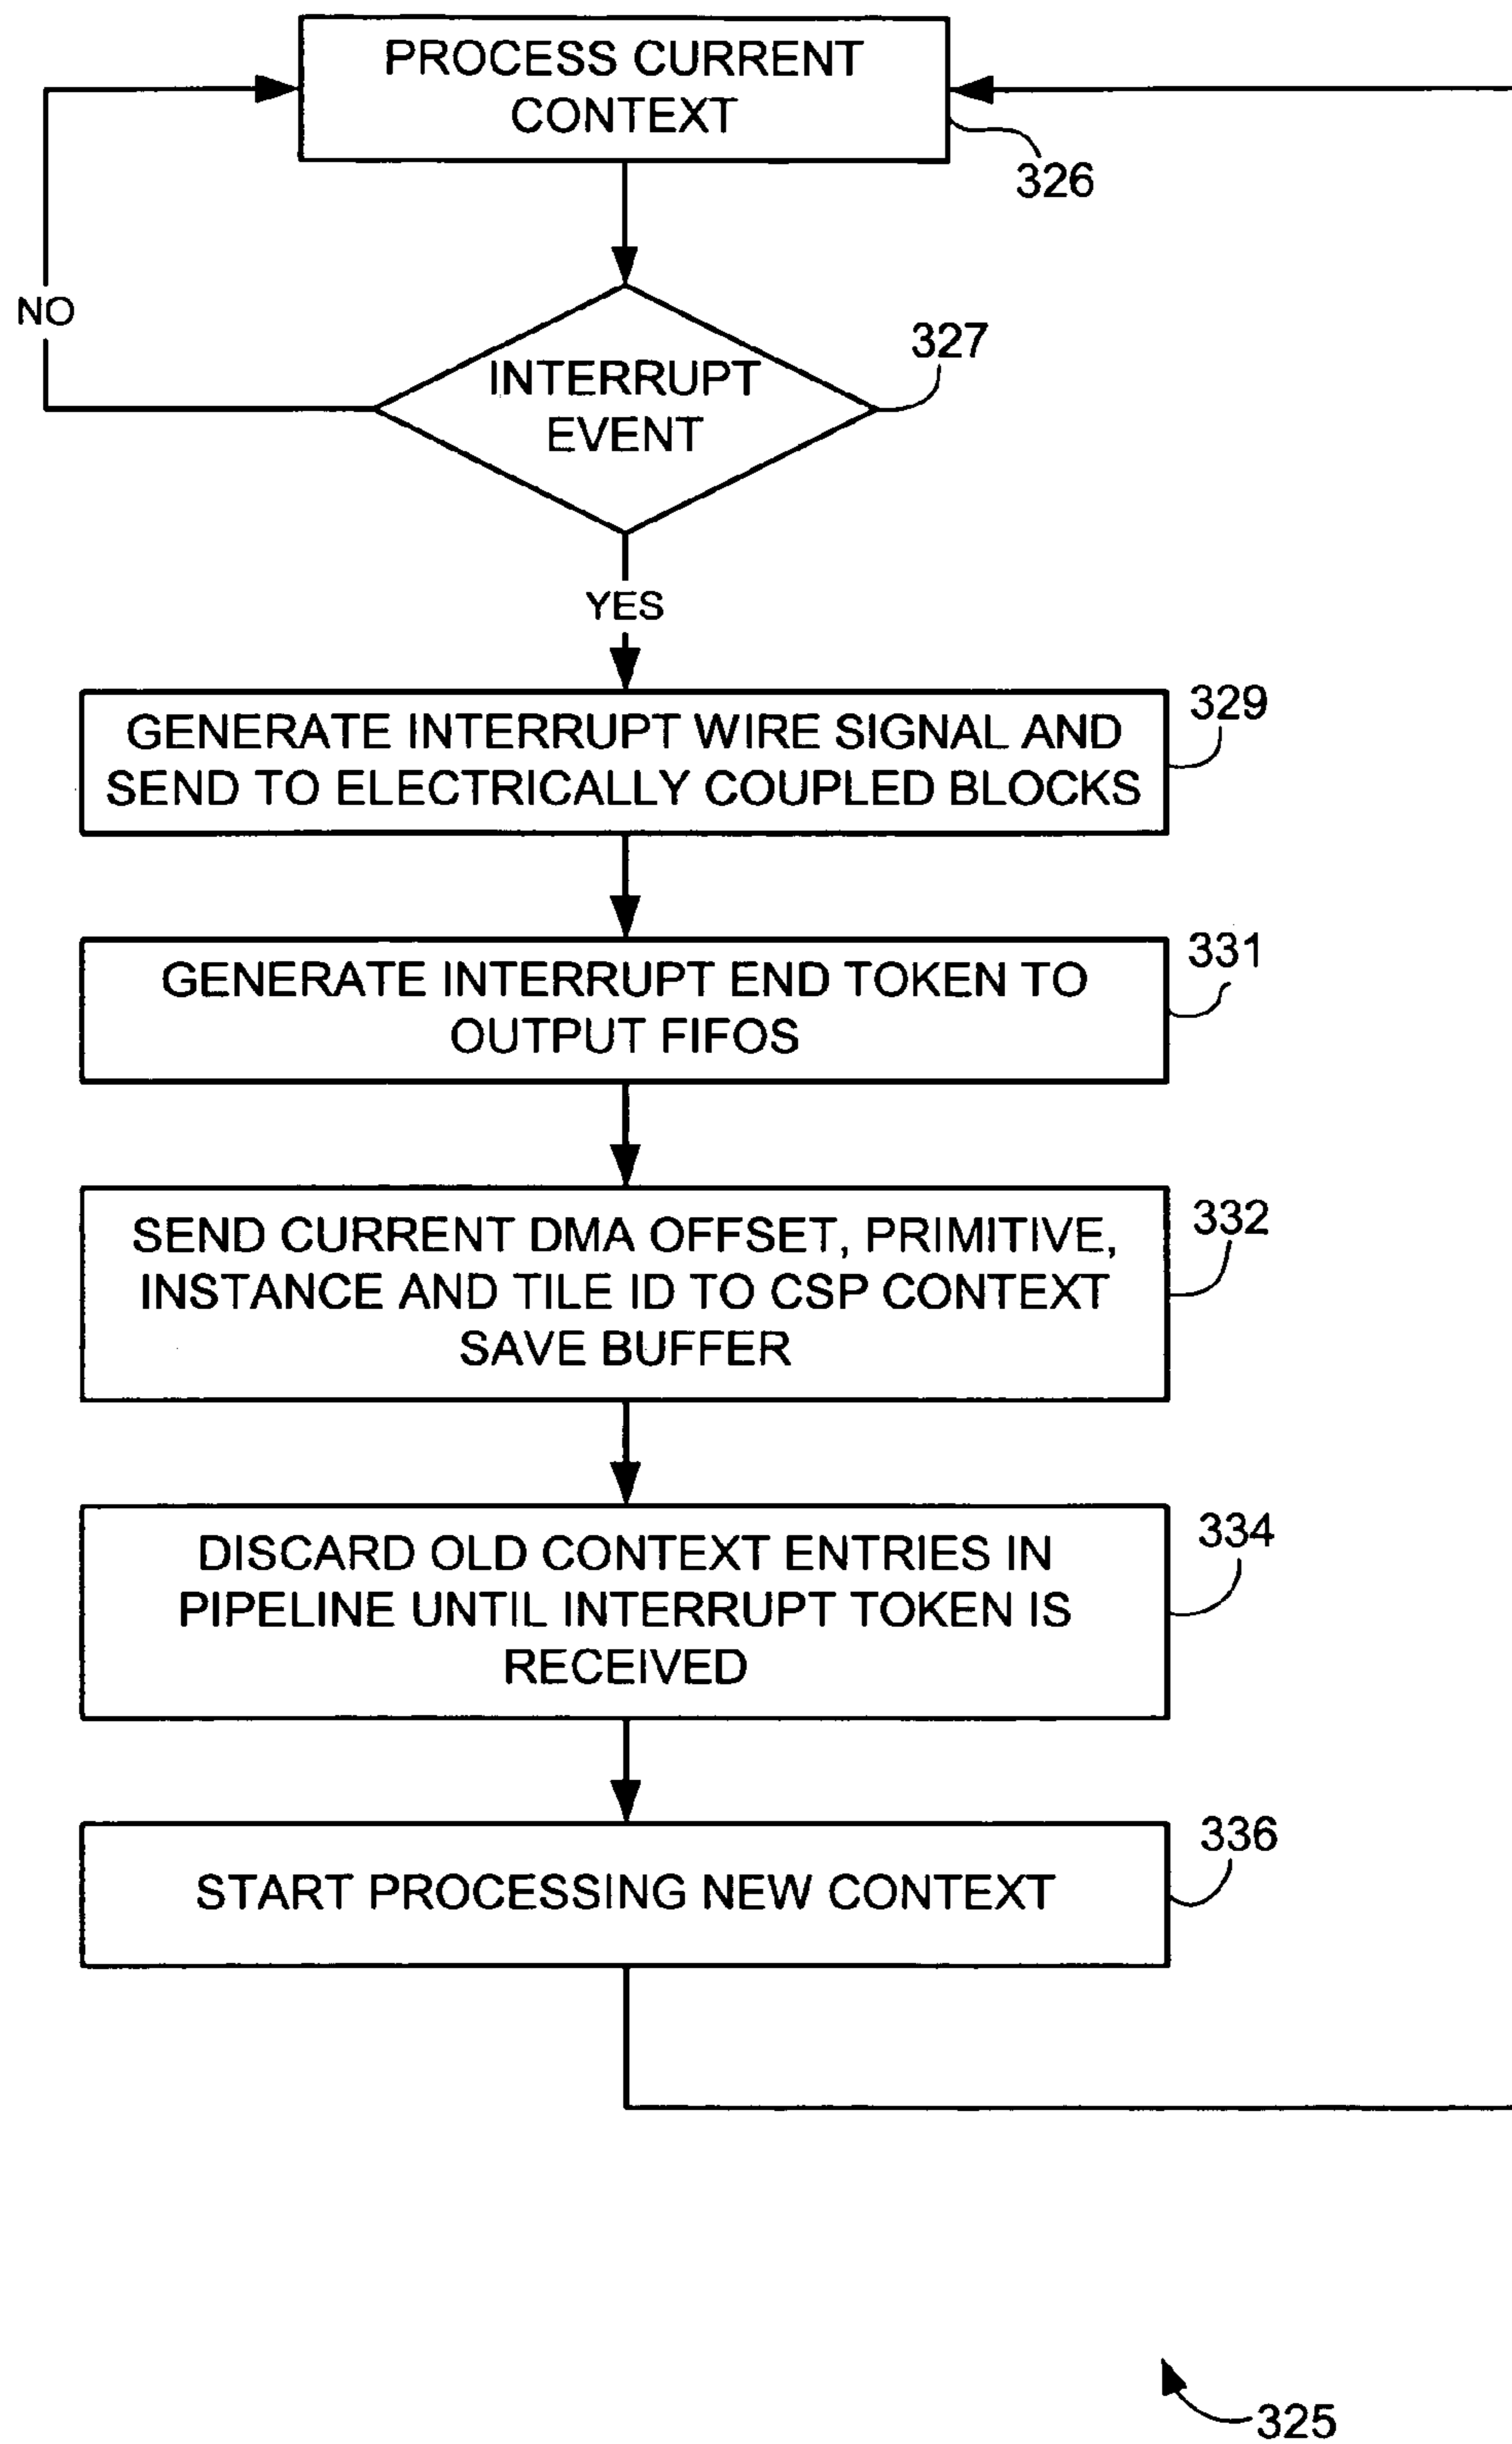 PROCESS CURRENT
CONTEXT
326
NO
327
INTERRUPT
EVENT
YES
329
GENERATE INTERRUPT WIRE SIGNAL AND
SEND TO ELECTRICALLY COUPLED BLOCKS
331
GENERATE INTERRUPT END TOKEN TO
OUTPUT FIFOS
332
SEND CURRENT DMA OFFSET, PRIMITIVE,
INSTANCE AND TILE ID TO CSP CONTEXT
SAVE BUFFER
334
DISCARD OLD CONTEXT ENTRIES IN
PIPELINE UNTIL INTERRUPT TOKEN IS
RECEIVED
336
START PROCESSING NEW CONTEXT
325